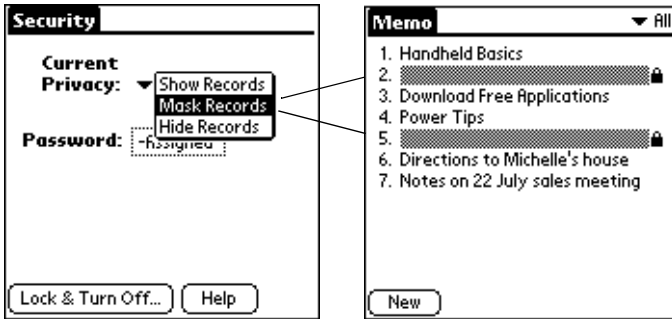 Security
Current
Privacy:
Show Records
Mask Records
Hide Records
Password: -Assigned-
Lock & Turn Off...
Help
Memo
All
1. Handheld Basics
2.
3. Download Free Applications
4. Power Tips
5.
6. Directions to Michelle's house
7. Notes on 22 July sales meeting
New